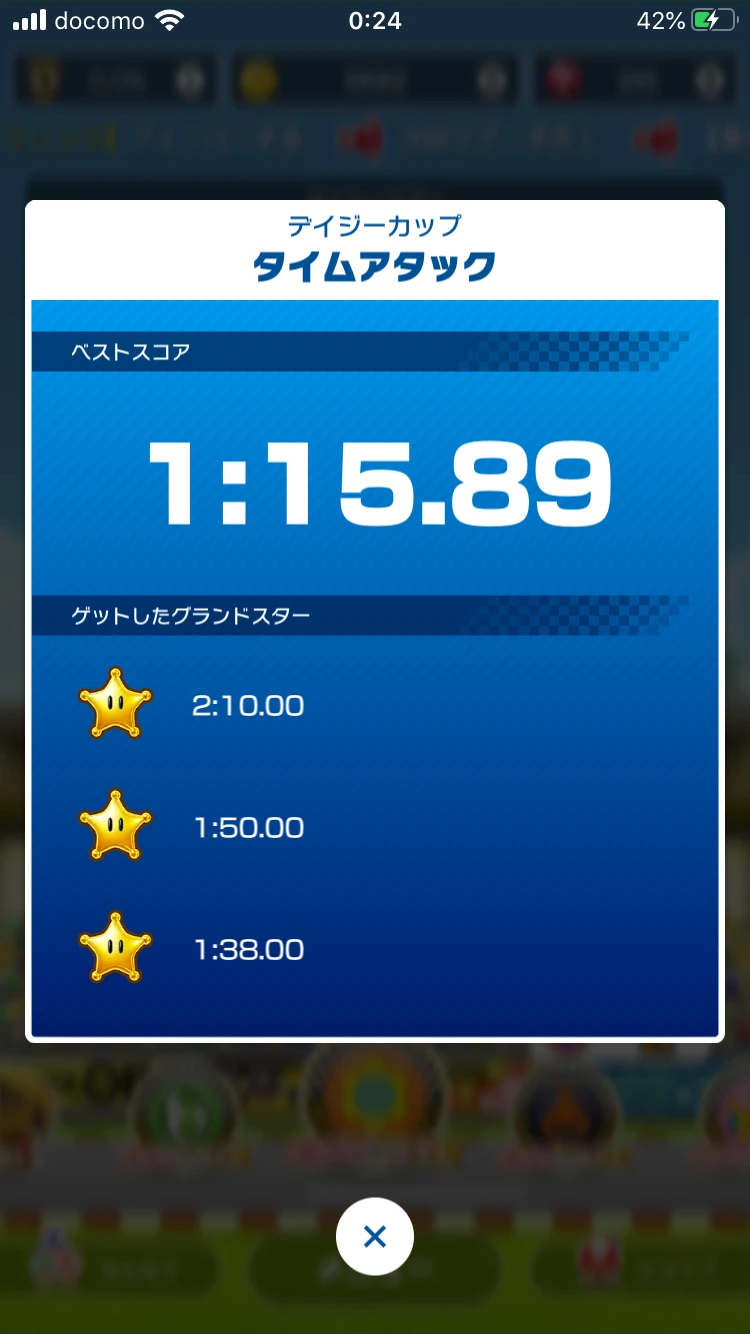 docomo
0:24
42%
デイジーカップ
タイムアタック
ベストスコア
1:15.89
ゲットしたグランドスター
2:10.00
1:50.00
1:38.00